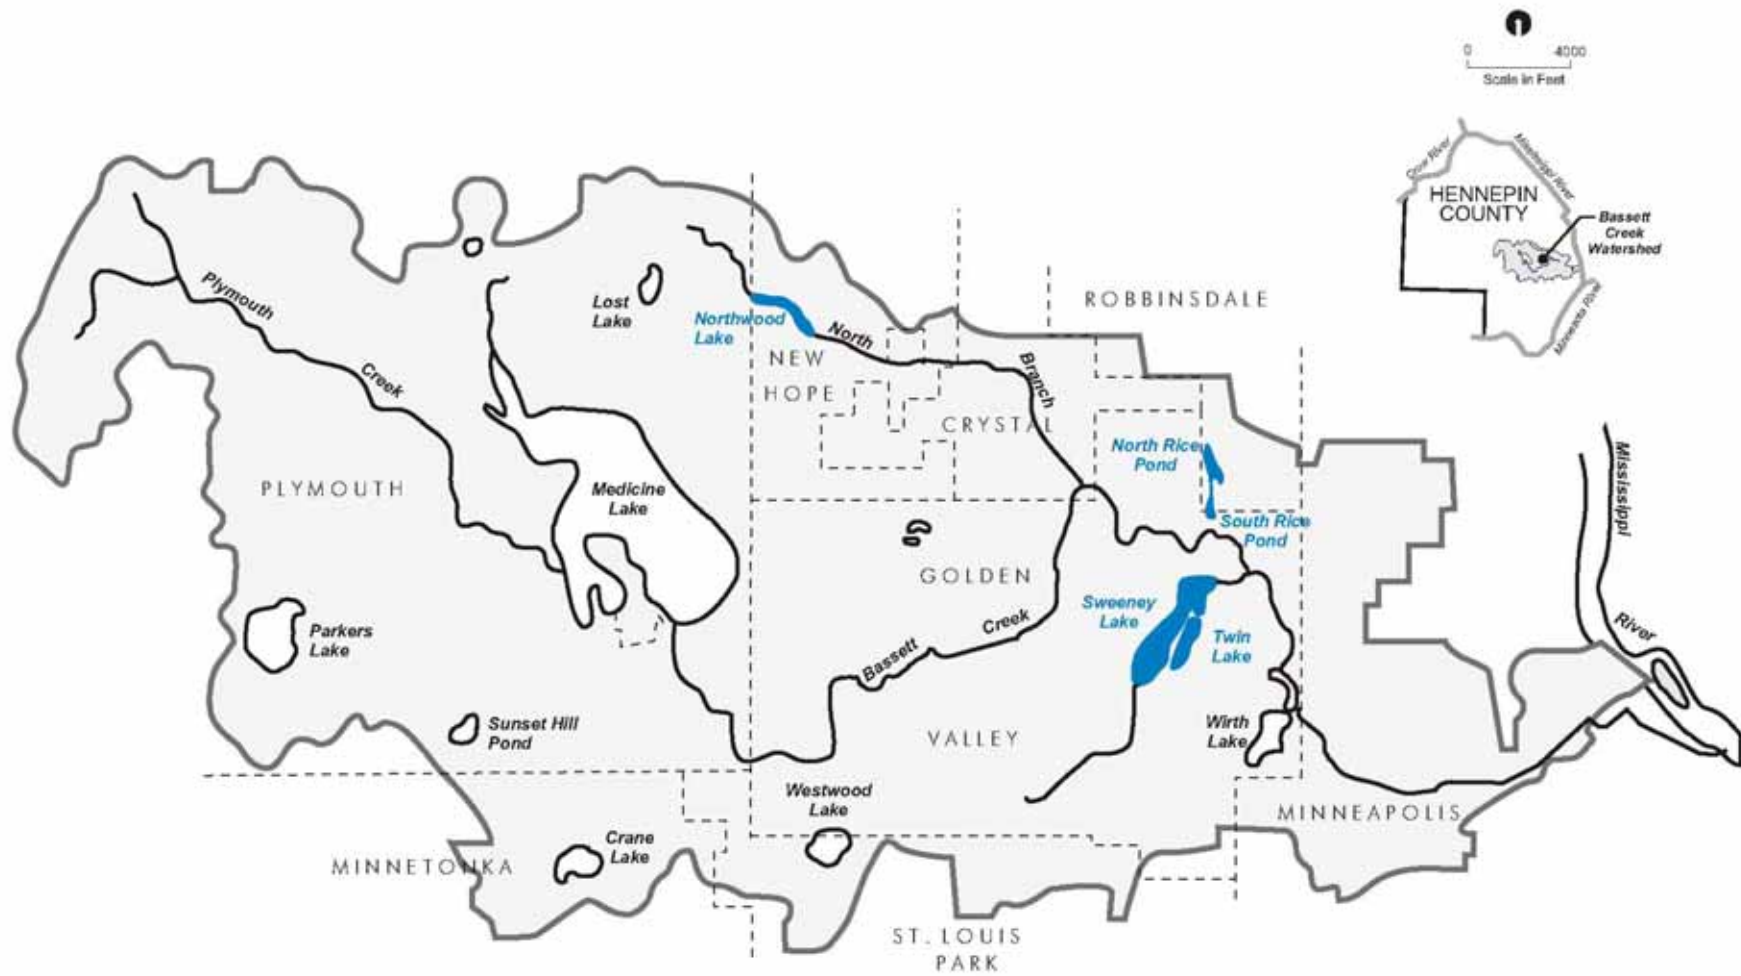 0 4000
Scale in Feet
Crow River
Mississippi River
HENNEPIN
COUNTY
Bassett
Creek
Watershed
Minnesota River
ROBBINSDALE
Plymouth
Creek
Lost
Lake
Northwood
Lake
North
Branch
NEW
HOPE
CRYSTAL
North Rice
Pond
South Rice
Pond
Mississippi
River
PLYMOUTH
Medicine
Lake
GOLDEN
VALLEY
Sweeney
Lake
Twin
Lake
Bassett
Creek
Parkers
Lake
Sunset Hill
Pond
Wirth
Lake
Westwood
Lake
MINNEAPOLIS
Crane
Lake
MINNETONKA
ST. LOUIS
PARK